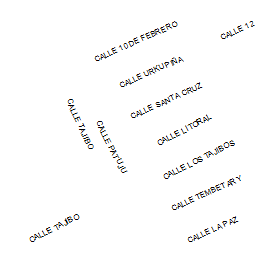 CALLE 10 DE FEBRERO
CALLE 12
CALLE URKUPIÑA
CALLE SANTA CRUZ
CALLE TAJIBO
CALLE PATUJU
CALLE LITORAL
CALLE LOS TAJIBOS
CALLE TEMBETARY
CALLE TAJIBO
CALLE LA PAZ